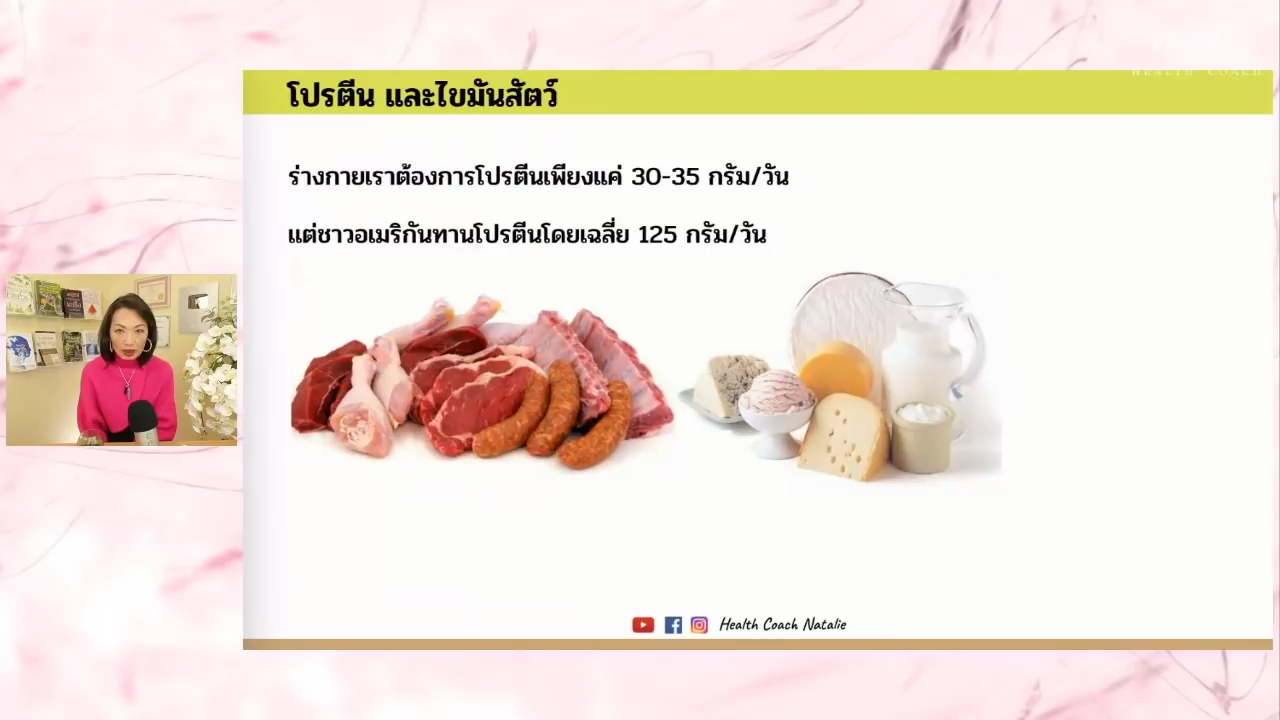 HEALTH COACH
โปรตีน และไขมันสัตว์
ร่างกายเราต้องการโปรตีนเพียงแค่ 30-35 กรัม/วัน
แต่ชาวอเมริกันทานโปรตีนโดยเฉลี่ย 125 กรัม/วัน
Health Coach Natalie